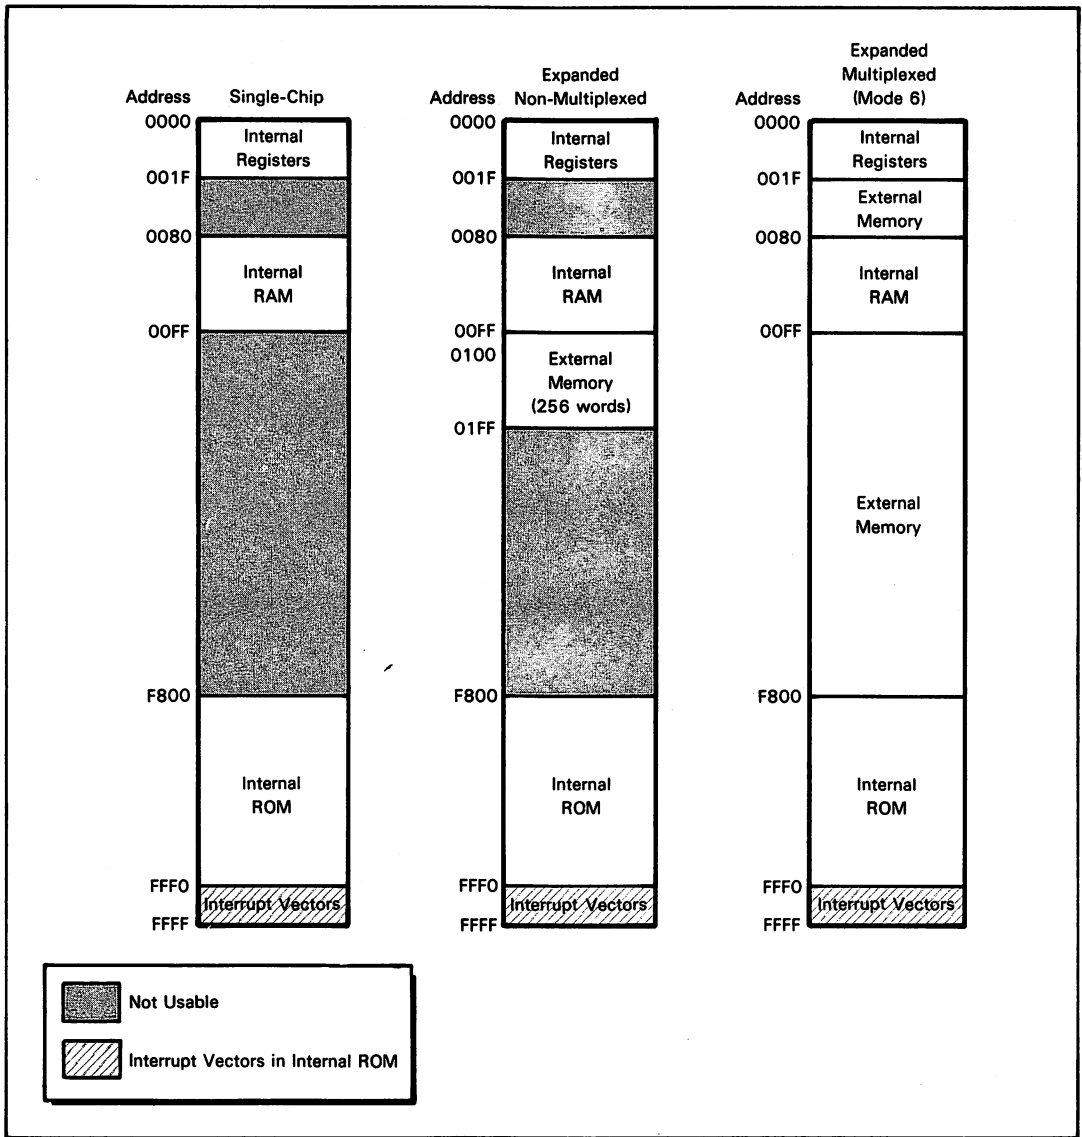 Address
Single-Chip
0000
Internal
Registers
001F
0080
Internal
RAM
00FF
F800
Internal
ROM
FFF0
Interrupt Vectors
FFFF
Address
Expanded
Non-Multiplexed
0000
Internal
Registers
001F
0080
Internal
RAM
00FF
0100
External
Memory
(256 words)
01FF
F800
Internal
ROM
FFF0
Interrupt Vectors
FFFF
Address
Expanded
Multiplexed
(Mode 6)
0000
Internal
Registers
001F
External
Memory
0080
Internal
RAM
00FF
External
Memory
F800
Internal
ROM
FFF0
Interrupt Vectors
FFFF
Not Usable
Interrupt Vectors in Internal ROM